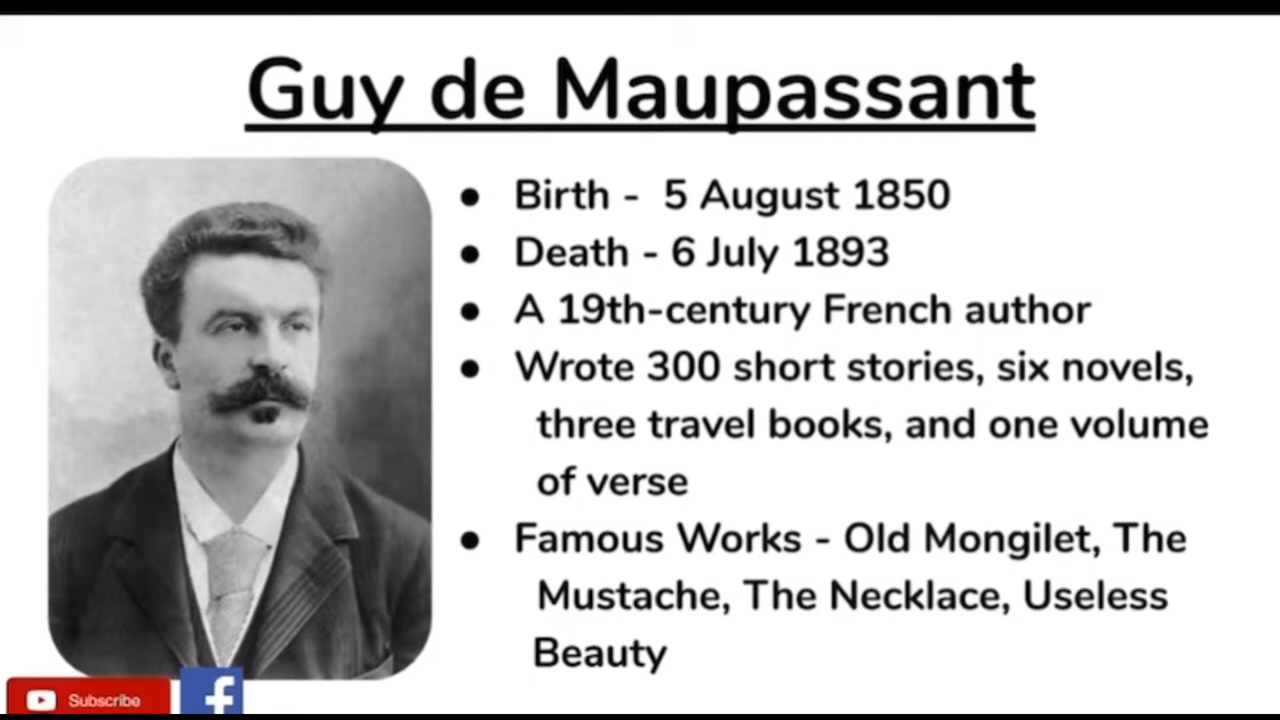 Guy de Maupassant
● Birth - 5 August 1850
● Death - 6 July 1893
● A 19th-century French author
● Wrote 300 short stories, six novels,
three travel books, and one volume
of verse
● Famous Works - Old Mongilet, The
Mustache, The Necklace, Useless
Beauty
Subscribe
f